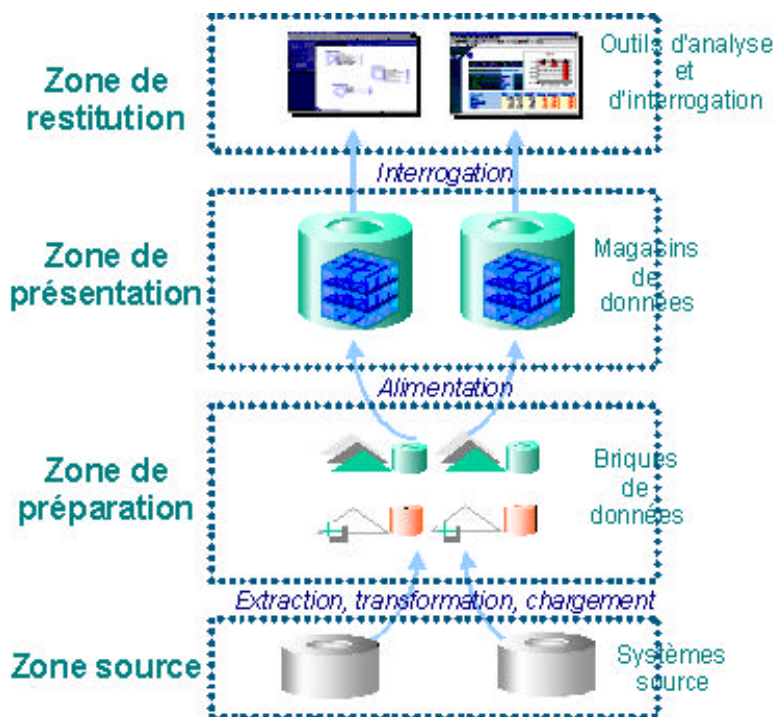 Zone de
restitution
Outils d'analyse
et
d'interrogation
Interrogation
Zone de
présentation
Magasins
de
données
Alimentation
Zone de
préparation
Briques
de
données
Extraction, transformation, chargement
Zone source
Systèmes
source